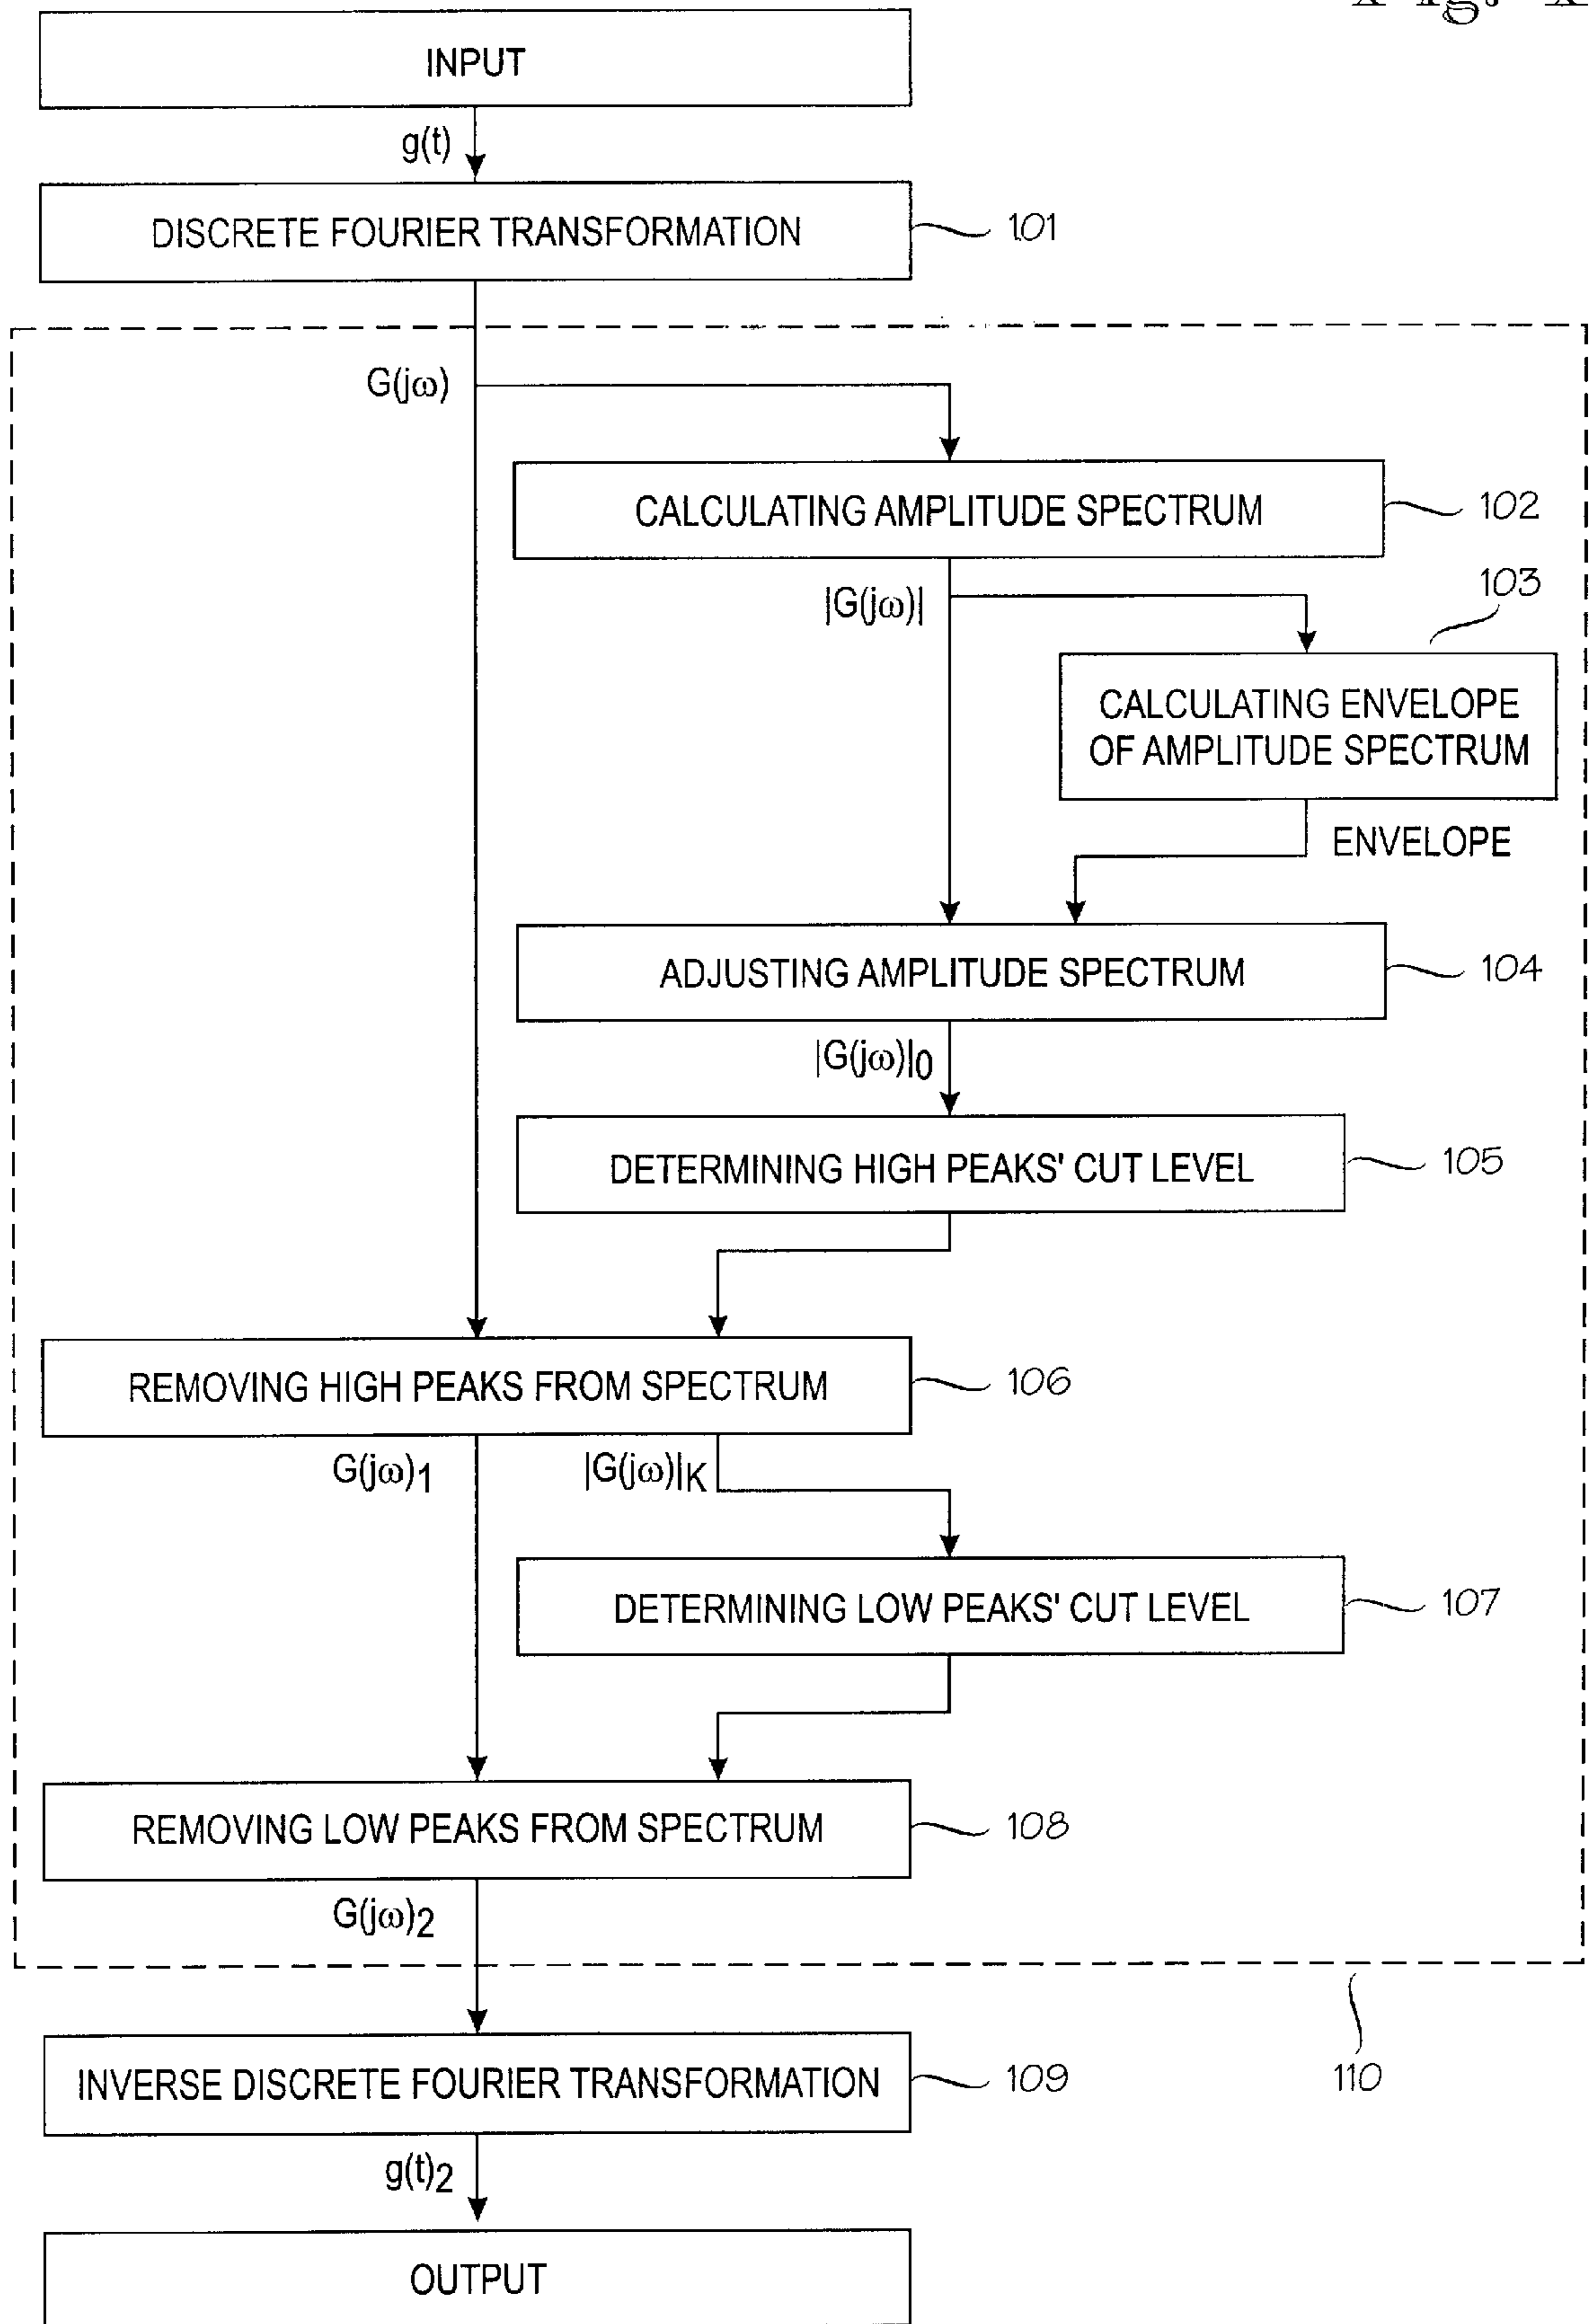 INPUT
g(t)
DISCRETE FOURIER TRANSFORMATION
101
G(jω)
CALCULATING AMPLITUDE SPECTRUM
102
|G(jω)|
103
CALCULATING ENVELOPE
OF AMPLITUDE SPECTRUM
ENVELOPE
ADJUSTING AMPLITUDE SPECTRUM
104
|G(jω)|0
DETERMINING HIGH PEAKS' CUT LEVEL
105
REMOVING HIGH PEAKS FROM SPECTRUM
106
G(jω)1
|G(jω)|K
DETERMINING LOW PEAKS' CUT LEVEL
107
REMOVING LOW PEAKS FROM SPECTRUM
108
G(jω)2
INVERSE DISCRETE FOURIER TRANSFORMATION
109
110
g(t)2
OUTPUT